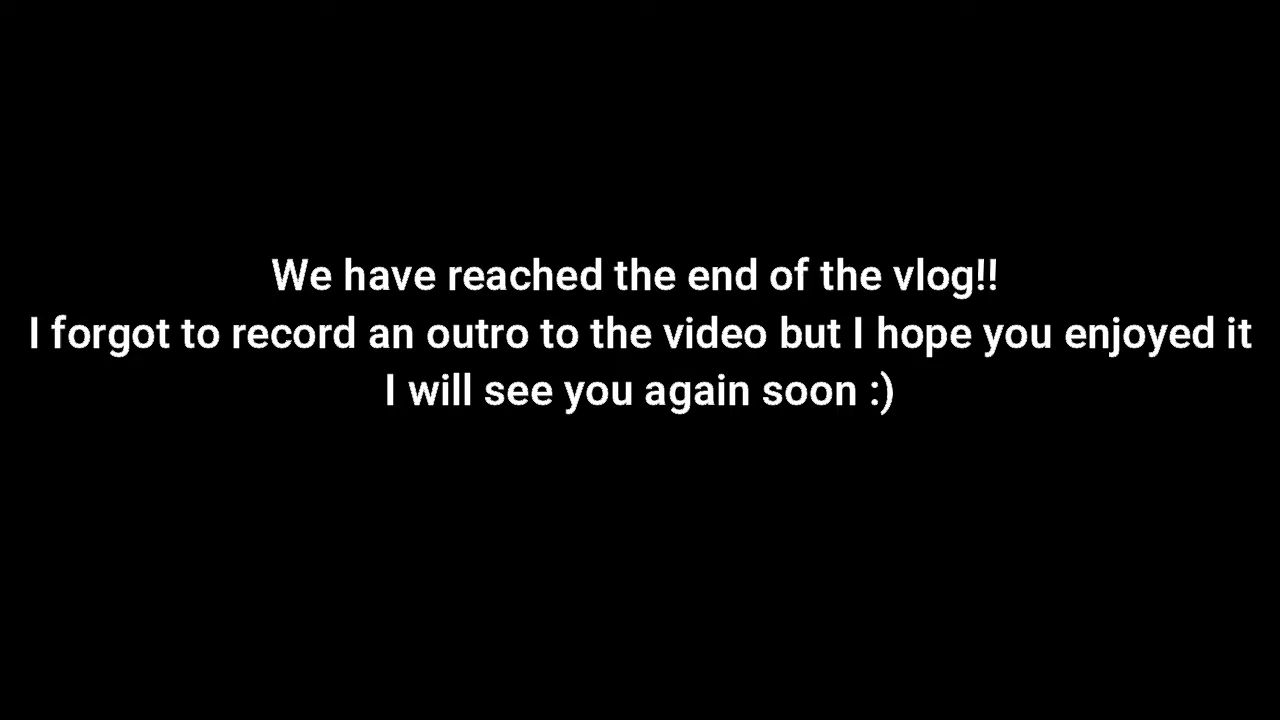 We have reached the end of the vlog!!
I forgot to record an outro to the video but I hope you enjoyed it
I will see you again soon :)